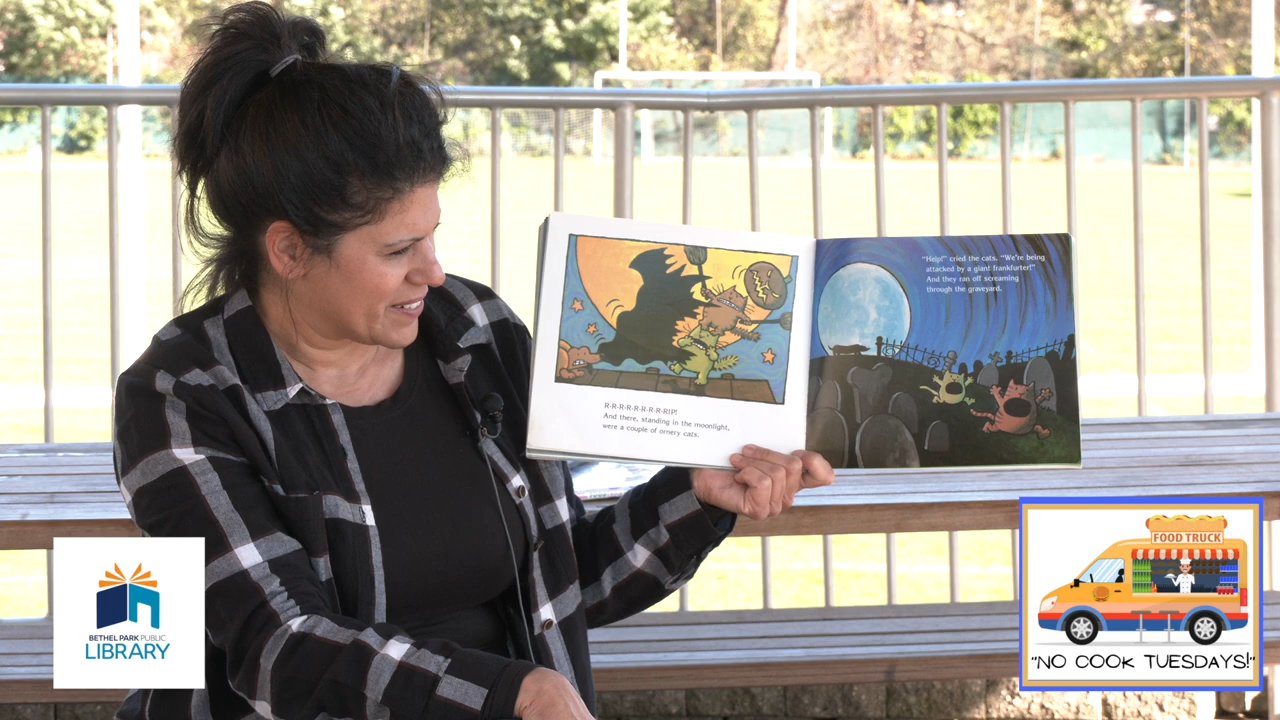 R-R-R-R-R-R-R-R-RIP!
And there, standing in the moonlight,
were a couple of ornery cats.
"Help!" cried the cats. "We're being
attacked by a giant frankfurter!"
And they ran off screaming
through the graveyard.
BETHEL PARK PUBLIC
LIBRARY
FOOD TRUCK
"NO COOK TUESDAYS!"